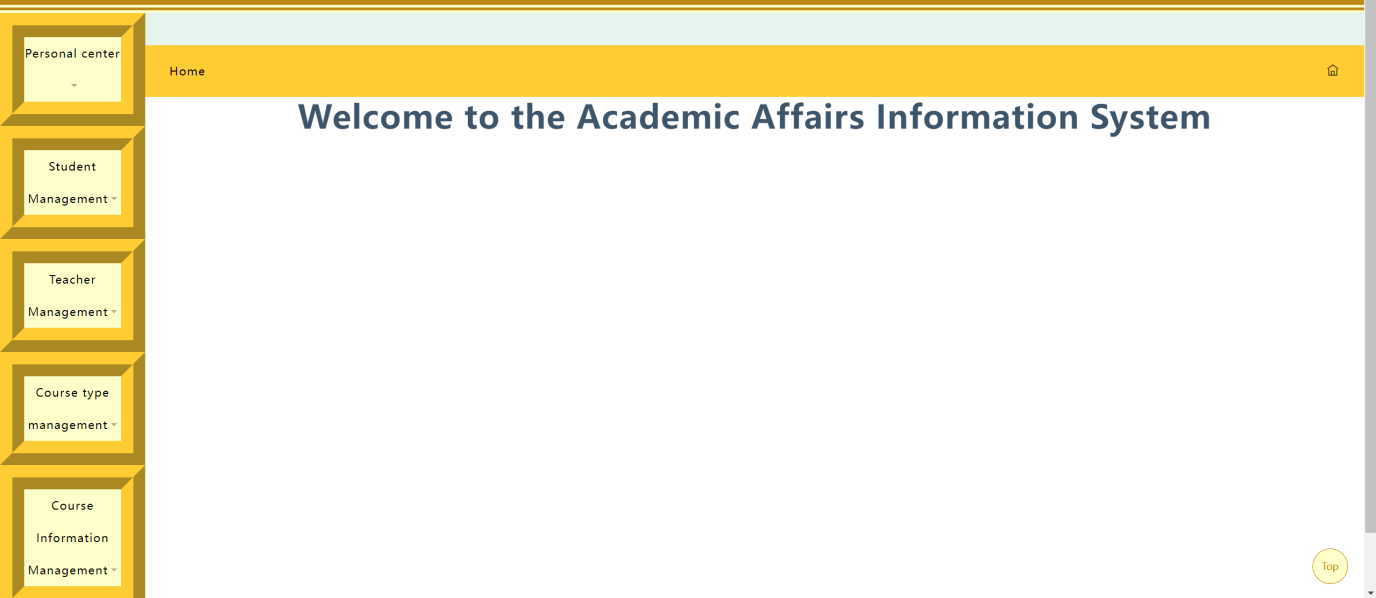 Personal center
Home
Welcome to the Academic Affairs Information System
Student
Management
Teacher
Management
Course type
management
Course
Information
Management
Top